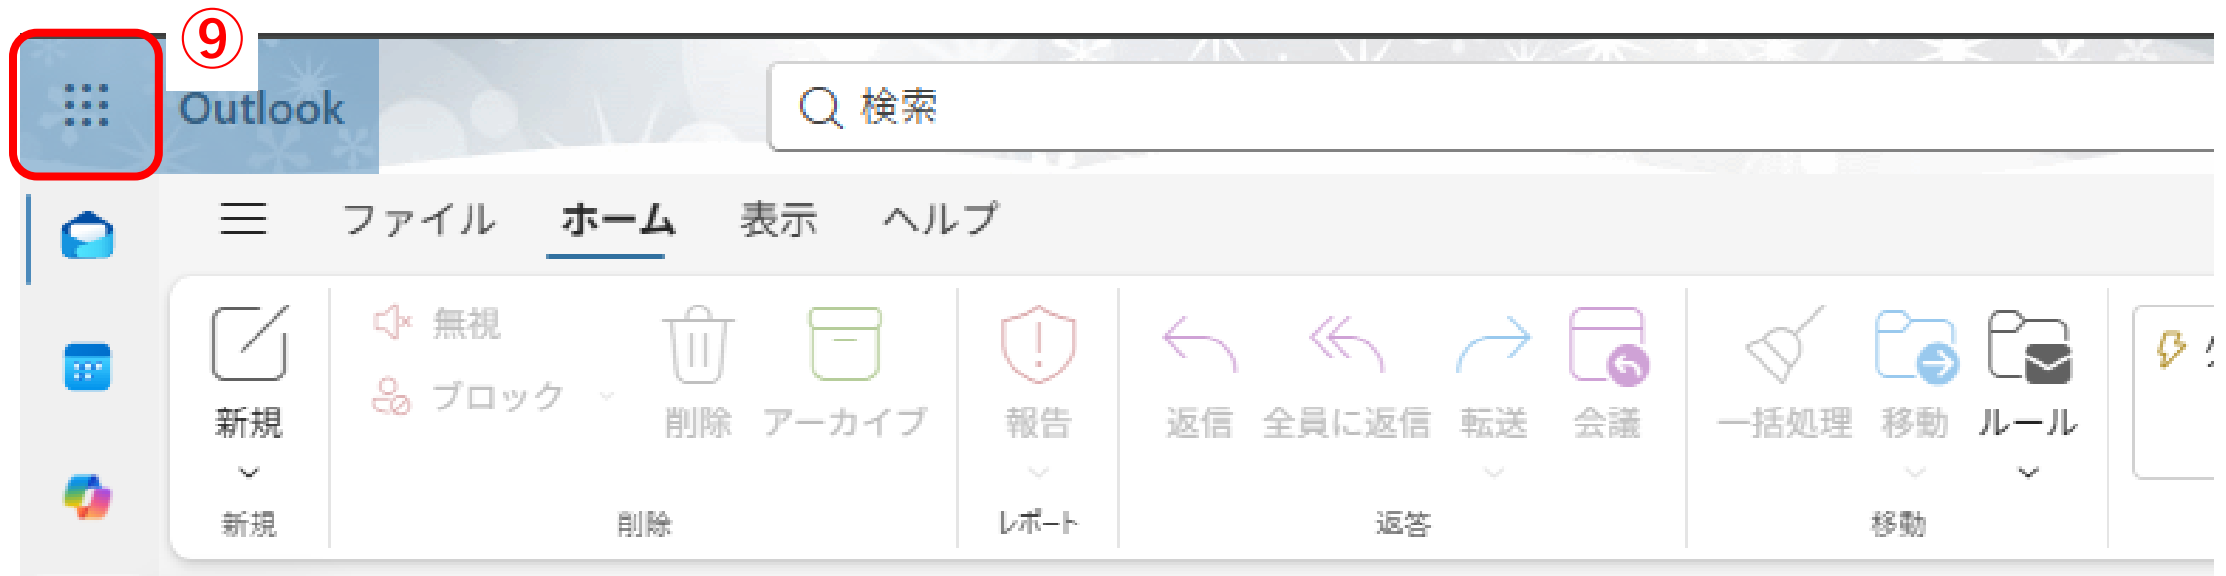 ⑨
Outlook
検索
ファイル ホーム 表示 ヘルプ
無視
ブロック
新規 削除 アーカイブ 報告 返信 全員に返信 転送 会議 一括処理 移動 ルール
新規 削除 レポート 返答 移動